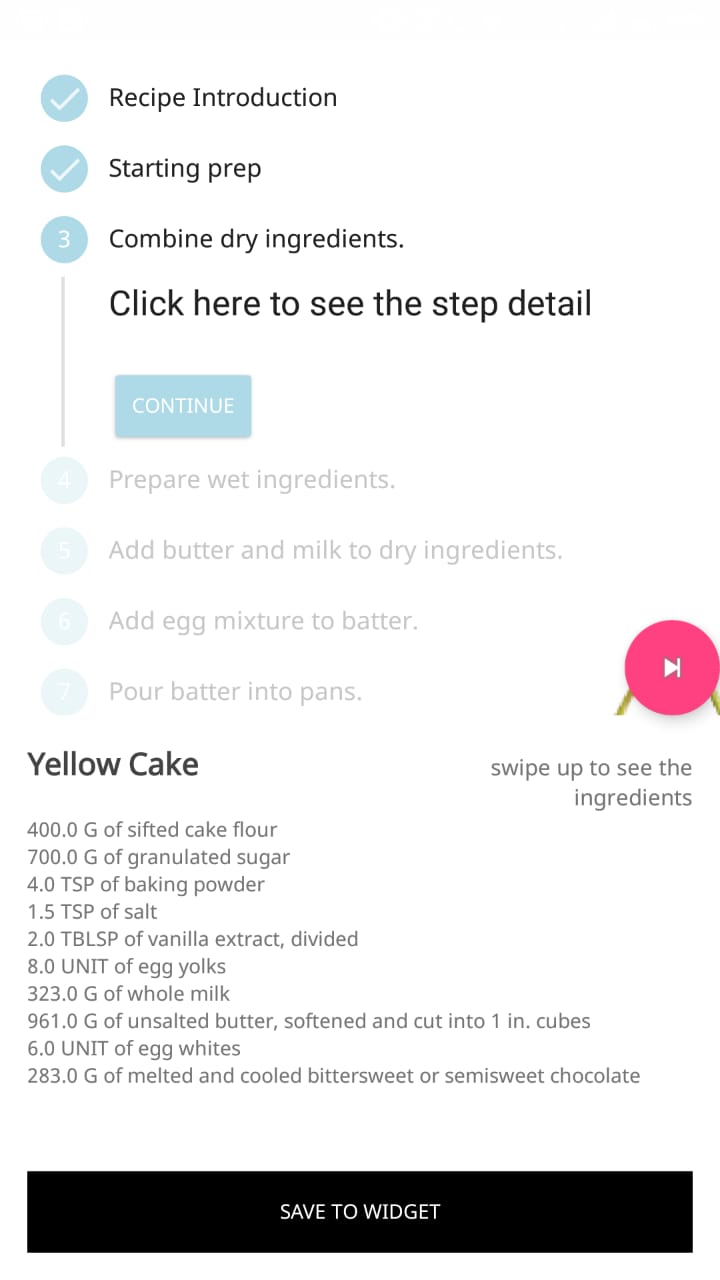 Recipe Introduction
Starting prep
3 Combine dry ingredients.
Click here to see the step detail
CONTINUE
4 Prepare wet ingredients.
5 Add butter and milk to dry ingredients.
6 Add egg mixture to batter.
7 Pour batter into pans.
Yellow Cake
swipe up to see the
ingredients
400.0 G of sifted cake flour
700.0 G of granulated sugar
4.0 TSP of baking powder
1.5 TSP of salt
2.0 TBLSP of vanilla extract, divided
8.0 UNIT of egg yolks
323.0 G of whole milk
961.0 G of unsalted butter, softened and cut into 1 in. cubes
6.0 UNIT of egg whites
283.0 G of melted and cooled bittersweet or semisweet chocolate
SAVE TO WIDGET